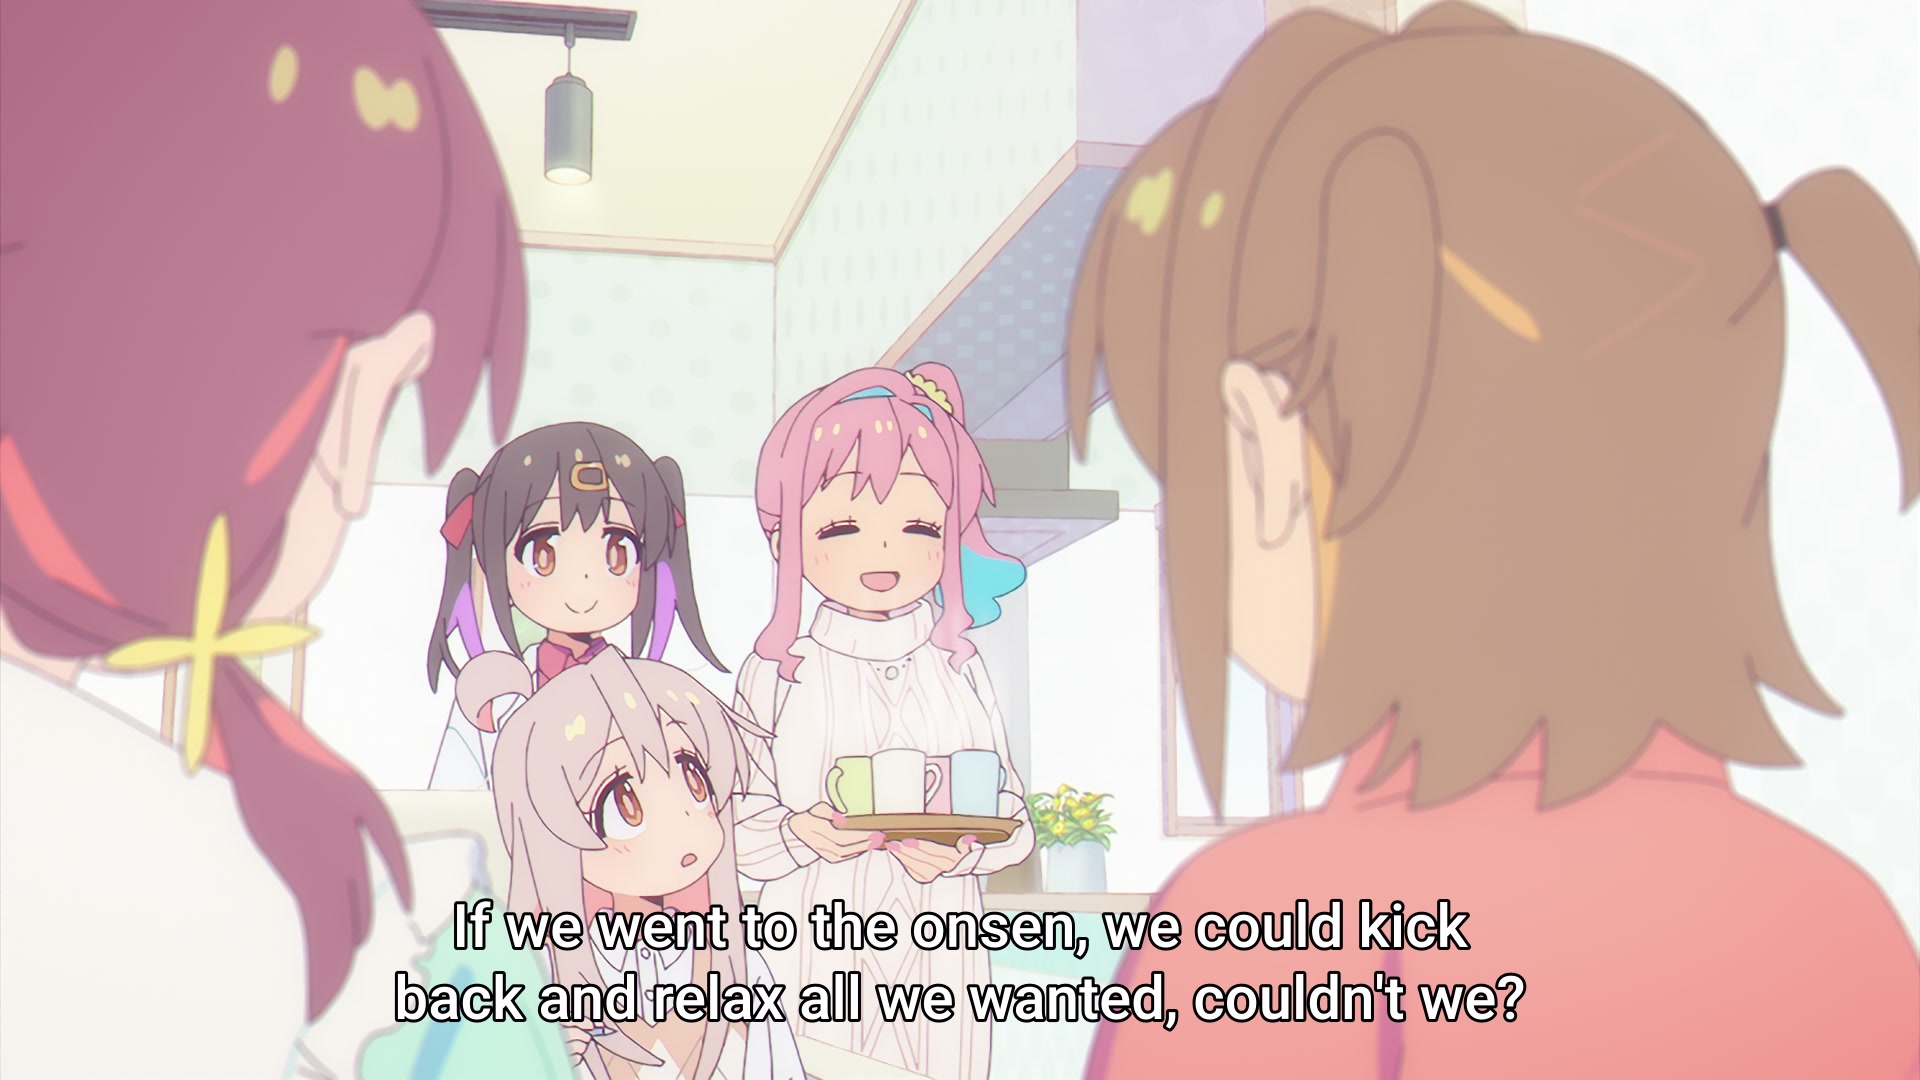 If we went to the onsen, we could kick
back and relax all we wanted, couldn't we?